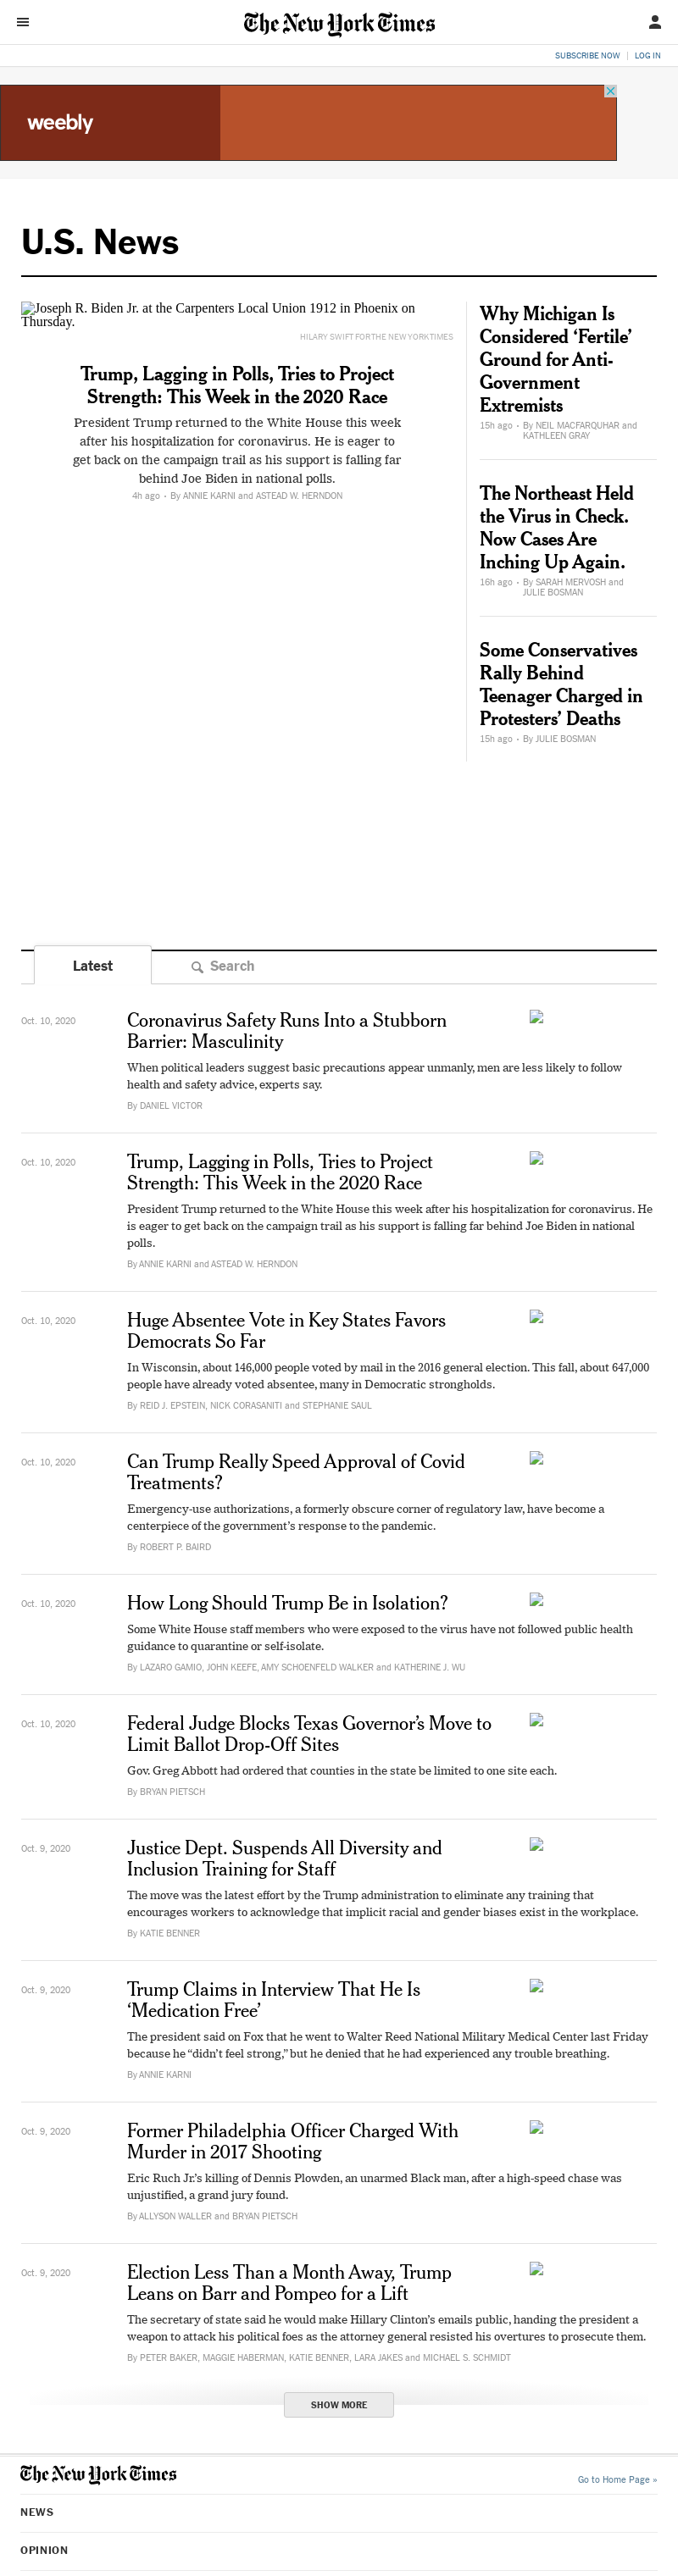 The New York Times
SUBSCRIBE NOW | LOG IN
weebly
U.S. News
Joseph R. Biden Jr. at the Carpenters Local Union 1912 in Phoenix on
Thursday.
HILARY SWIFT FOR THE NEW YORK TIMES
Trump, Lagging in Polls, Tries to Project
Strength: This Week in the 2020 Race
President Trump returned to the White House this week
after his hospitalization for coronavirus. He is eager to
get back on the campaign trail as his support is falling far
behind Joe Biden in national polls.
4h ago • By ANNIE KARNI and ASTEAD W. HERNDON
Why Michigan Is
Considered ‘Fertile’
Ground for Anti-
Government
Extremists
15h ago • By NEIL MACFARQUHAR and
KATHLEEN GRAY
The Northeast Held
the Virus in Check.
Now Cases Are
Inching Up Again.
16h ago • By SARAH MERVOSH and
JULIE BOSMAN
Some Conservatives
Rally Behind
Teenager Charged in
Protesters’ Deaths
15h ago • By JULIE BOSMAN
Latest
Search
Oct. 10, 2020
Coronavirus Safety Runs Into a Stubborn
Barrier: Masculinity
When political leaders suggest basic precautions appear unmanly, men are less likely to follow
health and safety advice, experts say.
By DANIEL VICTOR
Oct. 10, 2020
Trump, Lagging in Polls, Tries to Project
Strength: This Week in the 2020 Race
President Trump returned to the White House this week after his hospitalization for coronavirus. He
is eager to get back on the campaign trail as his support is falling far behind Joe Biden in national
polls.
By ANNIE KARNI and ASTEAD W. HERNDON
Oct. 10, 2020
Huge Absentee Vote in Key States Favors
Democrats So Far
In Wisconsin, about 146,000 people voted by mail in the 2016 general election. This fall, about 647,000
people have already voted absentee, many in Democratic strongholds.
By REID J. EPSTEIN, NICK CORASANITI and STEPHANIE SAUL
Oct. 10, 2020
Can Trump Really Speed Approval of Covid
Treatments?
Emergency-use authorizations, a formerly obscure corner of regulatory law, have become a
centerpiece of the government’s response to the pandemic.
By ROBERT P. BAIRD
Oct. 10, 2020
How Long Should Trump Be in Isolation?
Some White House staff members who were exposed to the virus have not followed public health
guidance to quarantine or self-isolate.
By LAZARO GAMIO, JOHN KEEFE, AMY SCHOENFELD WALKER and KATHERINE J. WU
Oct. 10, 2020
Federal Judge Blocks Texas Governor’s Move to
Limit Ballot Drop-Off Sites
Gov. Greg Abbott had ordered that counties in the state be limited to one site each.
By BRYAN PIETSCH
Oct. 9, 2020
Justice Dept. Suspends All Diversity and
Inclusion Training for Staff
The move was the latest effort by the Trump administration to eliminate any training that
encourages workers to acknowledge that implicit racial and gender biases exist in the workplace.
By KATIE BENNER
Oct. 9, 2020
Trump Claims in Interview That He Is
‘Medication Free’
The president said on Fox that he went to Walter Reed National Military Medical Center last Friday
because he “didn’t feel strong,” but he denied that he had experienced any trouble breathing.
By ANNIE KARNI
Oct. 9, 2020
Former Philadelphia Officer Charged With
Murder in 2017 Shooting
Eric Ruch Jr.’s killing of Dennis Plowden, an unarmed Black man, after a high-speed chase was
unjustified, a grand jury found.
By ALLYSON WALLER and BRYAN PIETSCH
Oct. 9, 2020
Election Less Than a Month Away, Trump
Leans on Barr and Pompeo for a Lift
The secretary of state said he would make Hillary Clinton’s emails public, handing the president a
weapon to attack his political foes as the attorney general resisted his overtures to prosecute them.
By PETER BAKER, MAGGIE HABERMAN, KATIE BENNER, LARA JAKES and MICHAEL S. SCHMIDT
SHOW MORE
The New York Times
Go to Home Page »
NEWS
OPINION